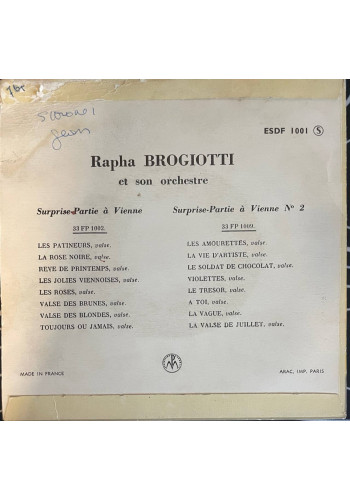 ESDF 1001 S
Rapha BROGIOTTI
et son orchestre
Surprise-Partie à Vienne
33 FP 1002.
LES PATINEURS, valse.
LA ROSE NOIRE, valse.
REVE DE PRINTEMPS, valse.
LES JOLIES VIENNOISES, valse.
LES ROSES, valse.
VALSE DES BRUNES, valse.
VALSE DES BLONDES, valse.
TOUJOURS OU JAMAIS, valse.
Surprise-Partie à Vienne N° 2
33 FP 1009.
LES AMOURETTES, valse.
LA VIE D'ARTISTE, valse.
LE SOLDAT DE CHOCOLAT, valse.
VIOLETTES, valse.
LE TRESOR, valse.
A TOI, valse.
LA VAGUE, valse.
LA VALSE DE JUILLET, valse.
MADE IN FRANCE
ARAC, IMP. PARIS